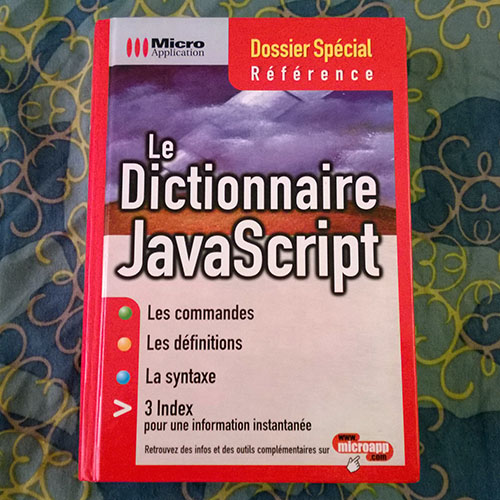 Micro
Application
Dossier Spécial
Référence
Le
Dictionnaire
JavaScript
Les commandes
Les définitions
La syntaxe
> 3 Index
pour une information instantanée
Retrouvez des infos et des outils complémentaires sur
www.
microapp
.com